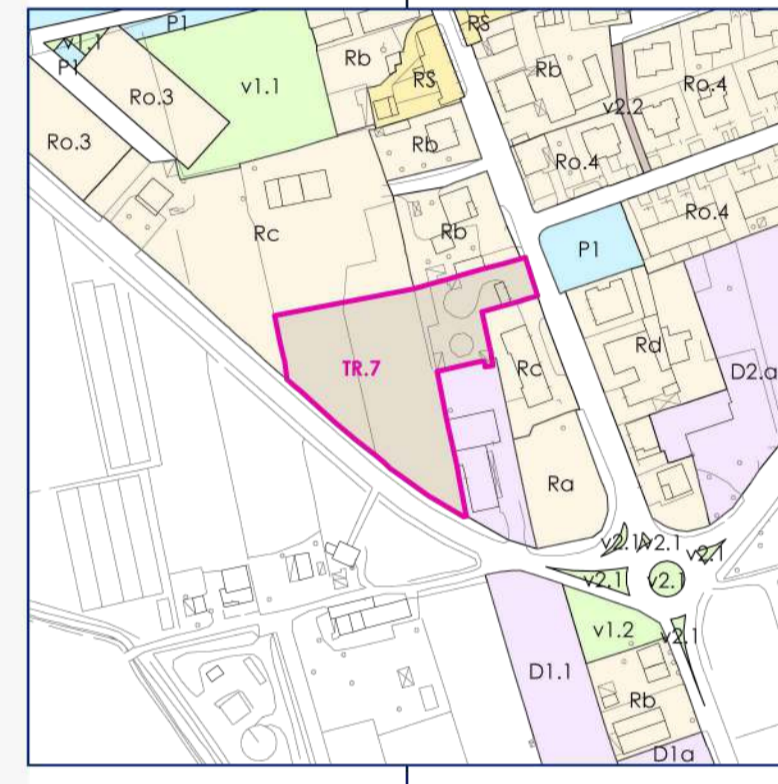 P1
RS
v1.1
P1
Rb
Rb
Ro.4
RS
v1.1
Ro.3
v2.2
Ro.3
Rb
Ro.4
Ro.4
Rc
Rb
P1
Rd
TR.7
Rc
D2.a
Ra
v2.1
v2.1
v2.1
v2.1
v2.1
v1.2
v2.1
D1.1
Rb
D1a